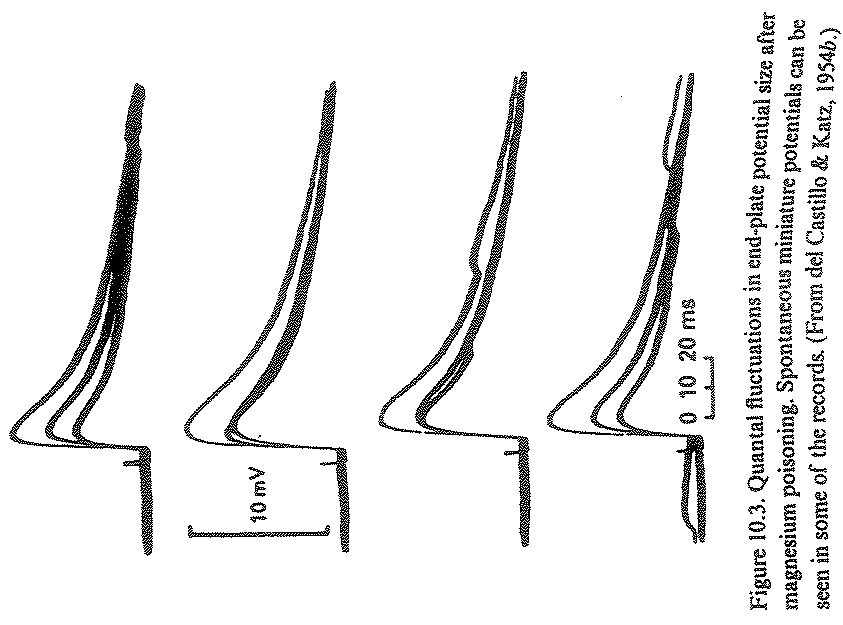 10 mV
0 10 20 ms
Figure 10.3. Quantal fluctuations in end-plate potential size after
magnesium poisoning. Spontaneous miniature potentials can be
seen in some of the records. (From del Castillo & Katz, 1954b.)